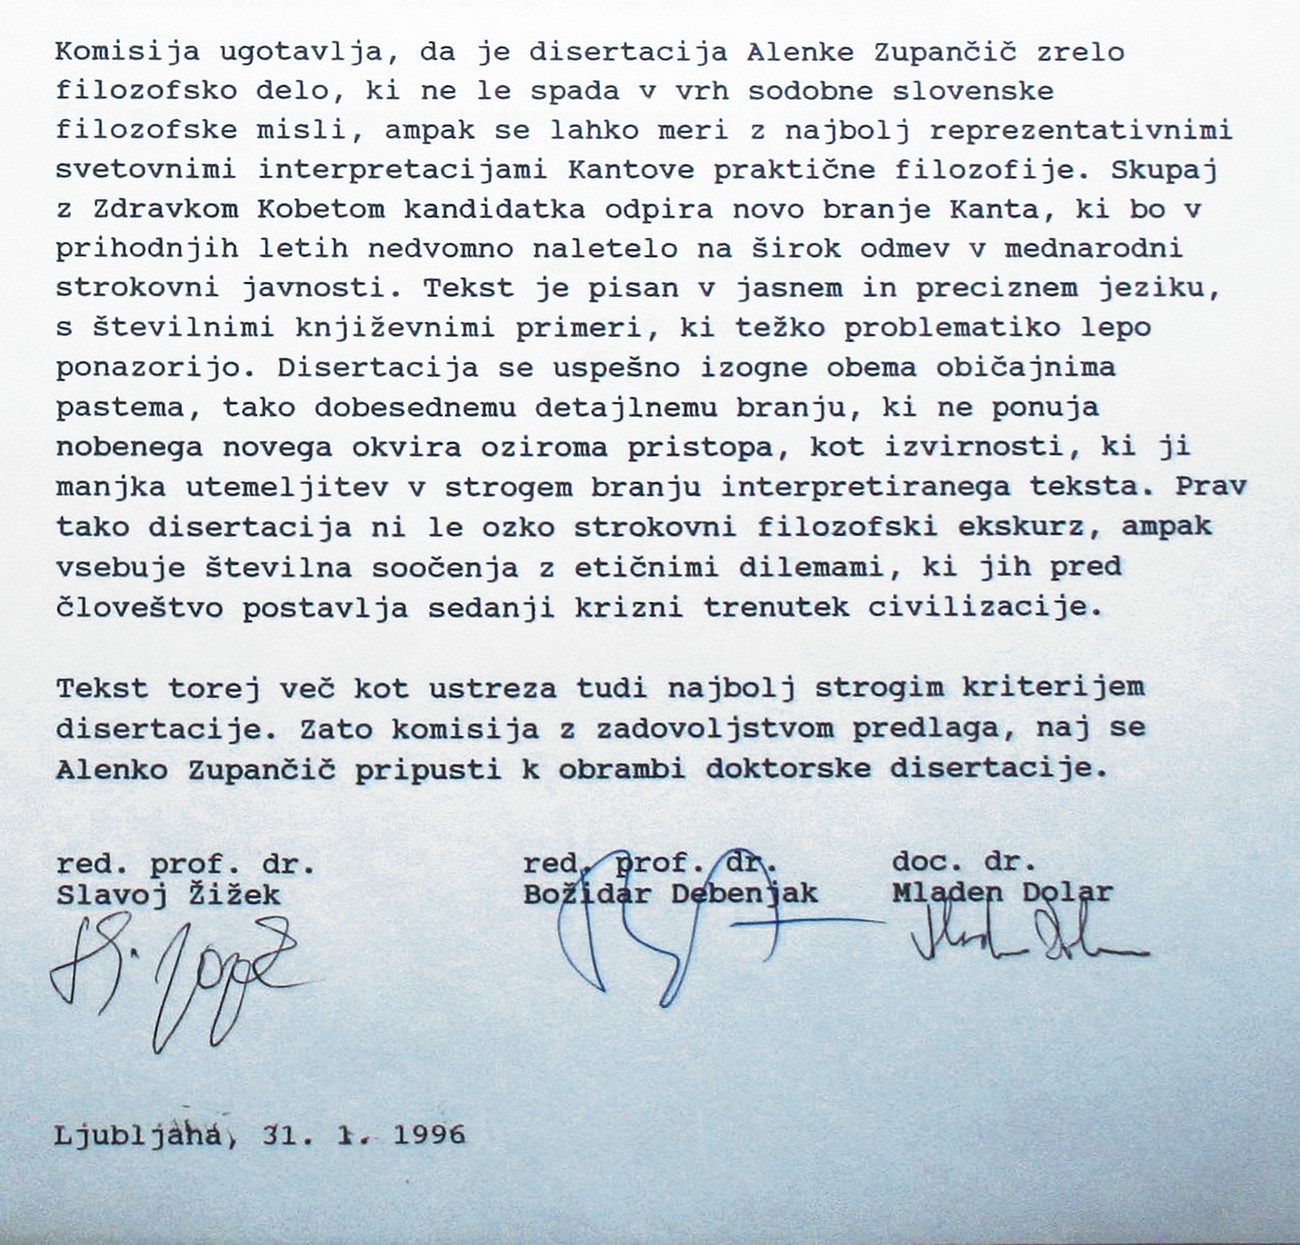 Komisija ugotavlja, da je disertacija Alenke Zupančič zrelo
filozofsko delo, ki ne le spada v vrh sodobne slovenske
filozofske misli, ampak se lahko meri z najbolj reprezentativnimi
svetovnimi interpretacijami Kantove praktične filozofije. Skupaj
z Zdravkom Kobetom kandidatka odpira novo branje Kanta, ki bo v
prihodnjih letih nedvomno naletelo na širok odmev v mednarodni
strokovni javnosti. Tekst je pisan v jasnem in preciznem jeziku,
s številnimi književnimi primeri, ki težko problematiko lepo
ponazorijo. Disertacija se uspešno izogne obema običajnima
pastema, tako dobesednemu detajlnemu branju, ki ne ponuja
nobenega novega okvira oziroma pristopa, kot izvirnosti, ki ji
manjka utemeljitev v strogem branju interpretiranega teksta. Prav
tako disertacija ni le ozko strokovni filozofski ekskurz, ampak
vsebuje številna soočenja z etičnimi dilemami, ki jih pred
človeštvo postavlja sedanji krizni trenutek civilizacije.
Tekst torej več kot ustreza tudi najbolj strogim kriterijem
disertacije. Zato komisija z zadovoljstvom predlaga, naj se
Alenko Zupančič pripusti k obrambi doktorske disertacije.
red. prof. dr. red. prof. dr. doc. dr.
Slavoj Žižek Božidar Debenjak Mladen Dolar
Ljubljana, 31. 1. 1996